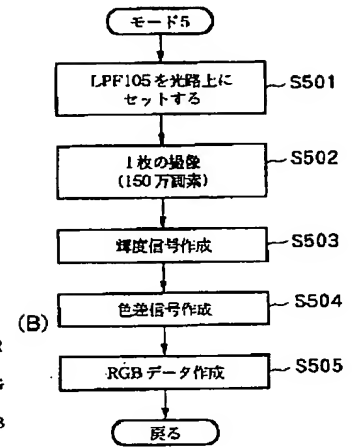 モード5
LPF105を光路上に
セットする
S501
1枚の撮像
(150万画素)
S502
輝度信号作成
S503
色差信号作成
S504
(B)
RGBデータ作成
S505
戻る